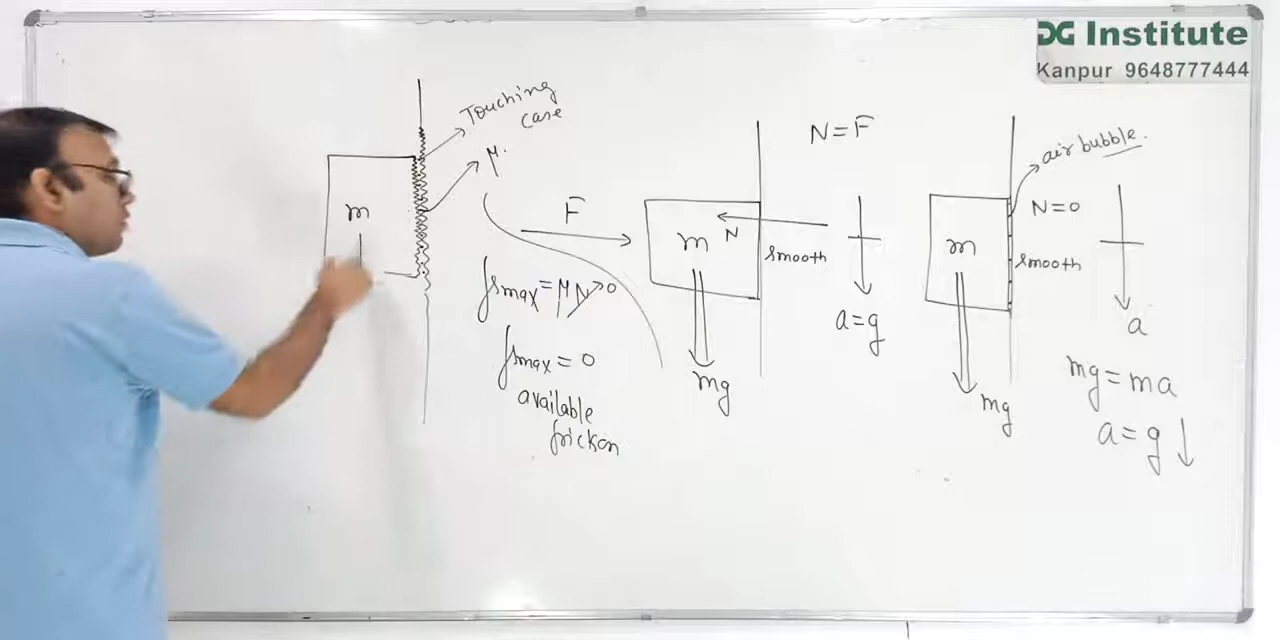 DG Institute
Kanpur 9648777444
Touching
case
μ.
m
F
fsmax = μN → 0
fsmax = 0
available
friction
N = F
m
N
smooth
a = g
mg
air bubble.
N = 0
m
smooth
a
mg
mg = ma
a = g ↓